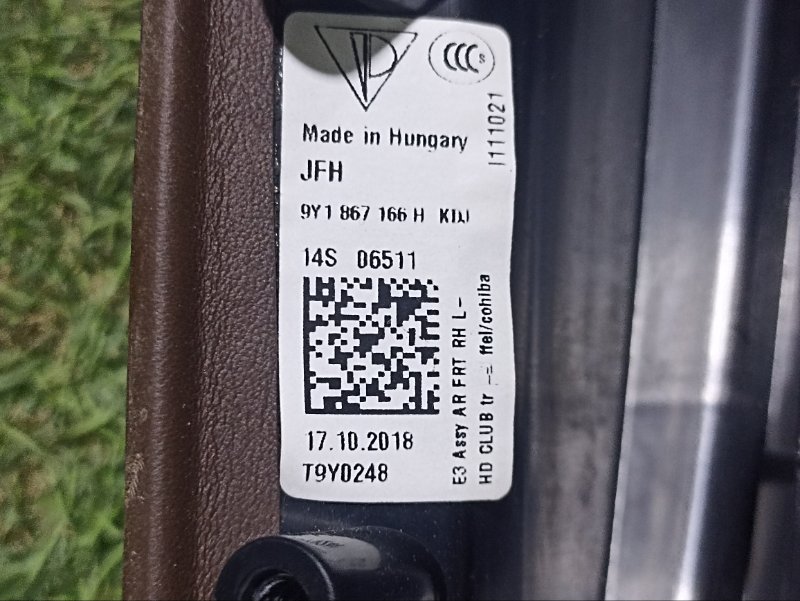 CCC S
Made in Hungary
I111021
JFH
9Y1 867 166 H
14S 06511
17.10.2018
T9Y0248
E3 Assy AR FRT RH L-
HD CLUB tr ffel/cohiba